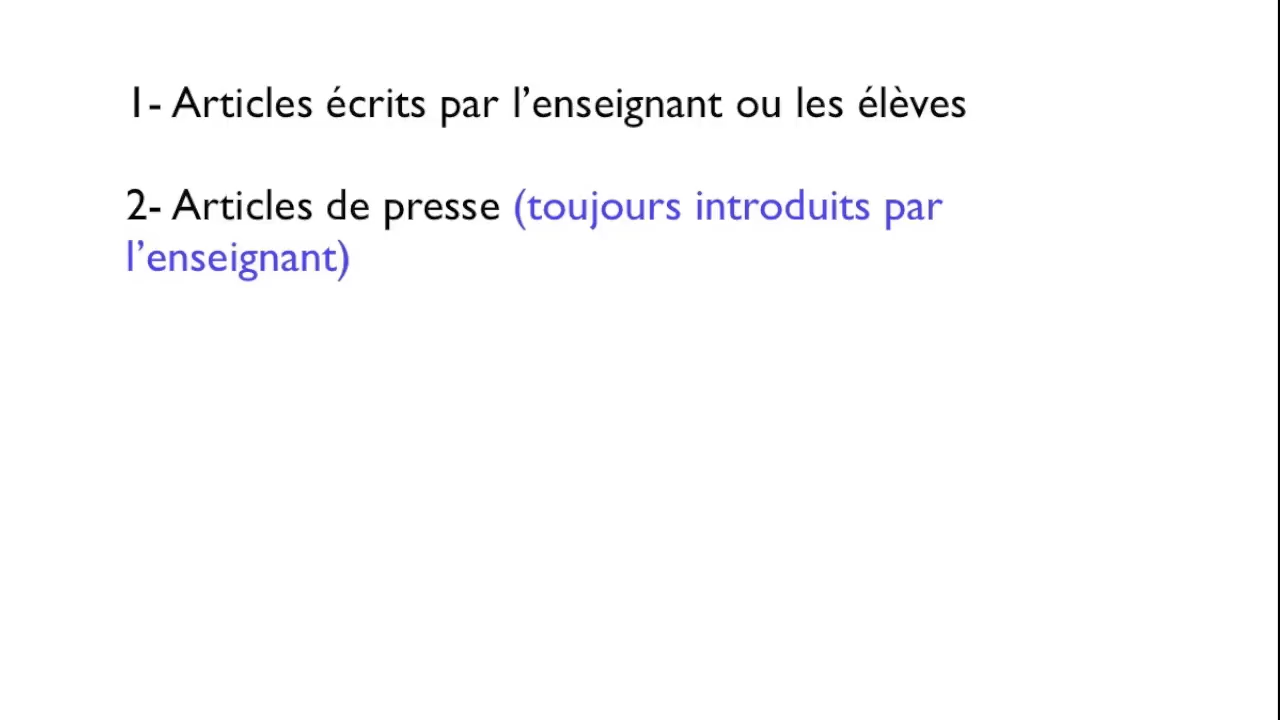 1- Articles écrits par l’enseignant ou les élèves
2- Articles de presse (toujours introduits par
l’enseignant)